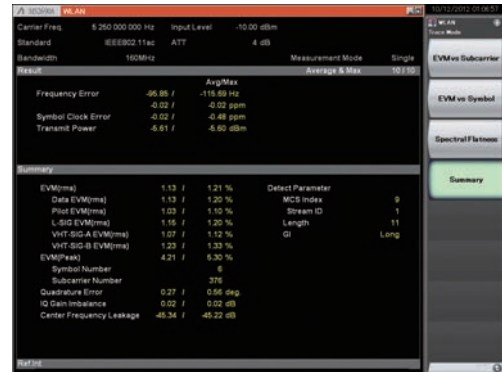 MS2690A WLAN
10/12/2012 01:06:57
Carrier Freq. 5 250 000 000 Hz Input Level -10.00 dBm
Standard IEEE802.11ac ATT 4 dB
Bandwidth 160MHz Measurement Mode Single
Result Average & Max 10 / 10
Avg/Max
Frequency Error -95.85 / -115.69 Hz
-0.02 / -0.02 ppm
Symbol Clock Error -0.02 / -0.48 ppm
Transmit Power -5.61 / -5.60 dBm
Summary
EVM(rms) 1.13 / 1.21 % Detect Parameter
Data EVM(rms) 1.13 / 1.20 % MCS Index 9
Pilot EVM(rms) 1.03 / 1.10 % Stream ID 1
L-SIG EVM(rms) 1.15 / 1.20 % Length 11
VHT-SIG-A EVM(rms) 1.07 / 1.12 % GI Long
VHT-SIG-B EVM(rms) 1.23 / 1.33 %
EVM(Peak) 4.21 / 5.30 %
Symbol Number 6
Subcarrier Number 376
Quadrature Error 0.27 / 0.56 deg.
IQ Gain Imbalance 0.02 / 0.02 dB
Center Frequency Leakage -45.34 / -45.22 dB
Ref.Int
WLAN
Trace Mode
EVM vs Subcarrier
EVM vs Symbol
Spectral Flatness
Summary